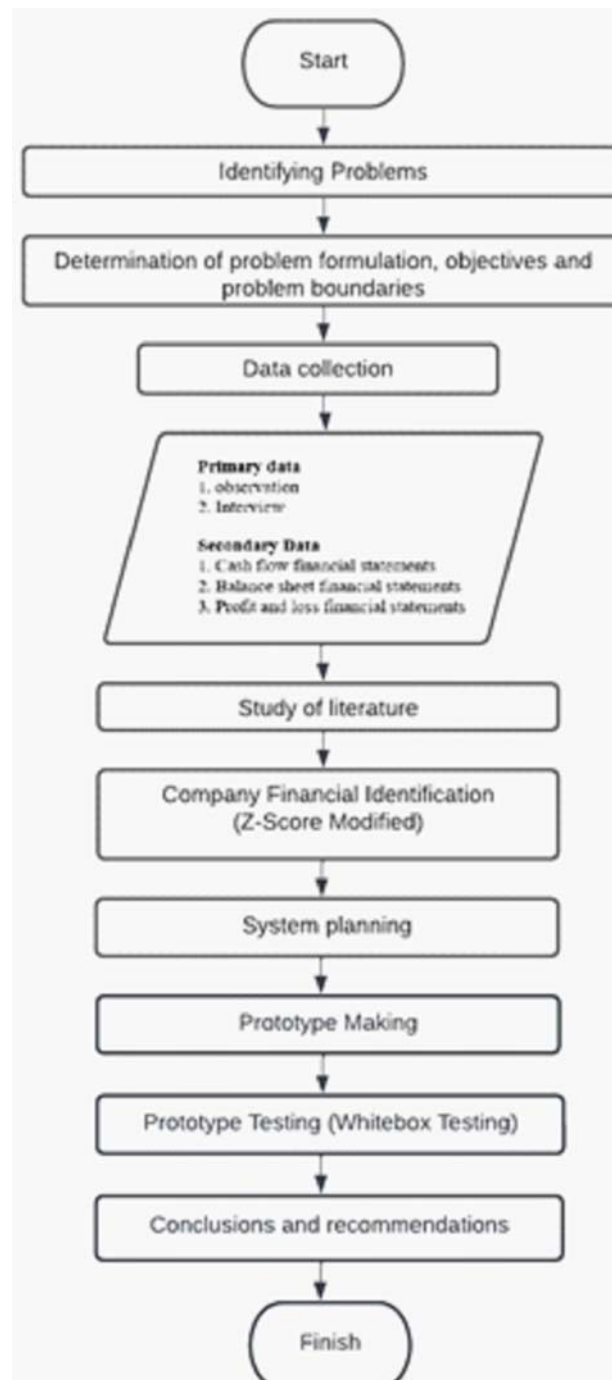 Start
Identifying Problems
Determination of problem formulation, objectives and
problem boundaries
Data collection
Primary data
1. observation
2. Interview
Secondary Data
1. Cash flow financial statements
2. Balance sheet financial statements
3. Profit and loss financial statements
Study of literature
Company Financial Identification
(Z-Score Modified)
System planning
Prototype Making
Prototype Testing (Whitebox Testing)
Conclusions and recommendations
Finish